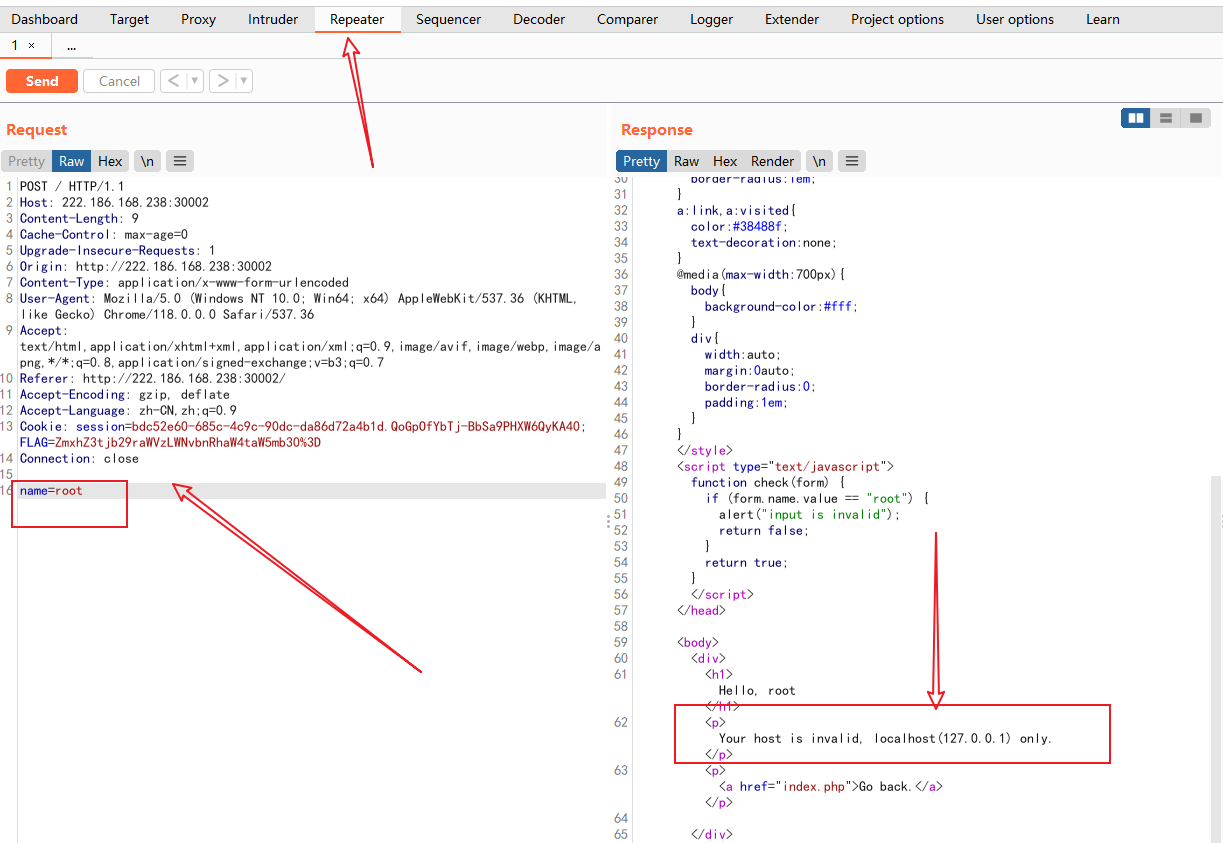 Dashboard Target Proxy Intruder Repeater Sequencer Decoder Comparer Logger Extender Project options User options Learn
1 × ...
Send Cancel < ▼ > ▼
Request
Pretty Raw Hex \n ≡
1 POST / HTTP/1.1
2 Host: 222.186.168.238:30002
3 Content-Length: 9
4 Cache-Control: max-age=0
5 Upgrade-Insecure-Requests: 1
6 Origin: http://222.186.168.238:30002
7 Content-Type: application/x-www-form-urlencoded
8 User-Agent: Mozilla/5.0 (Windows NT 10.0; Win64; x64) AppleWebKit/537.36 (KHTML,
like Gecko) Chrome/118.0.0.0 Safari/537.36
9 Accept:
text/html,application/xhtml+xml,application/xml;q=0.9,image/avif,image/webp,image/a
png,*/*;q=0.8,application/signed-exchange;v=b3;q=0.7
10 Referer: http://222.186.168.238:30002/
11 Accept-Encoding: gzip, deflate
12 Accept-Language: zh-CN,zh;q=0.9
13 Cookie: session=bdc52e60-685c-4c9c-90dc-da86d72a4b1d.QoGpOfYbTj-BbSa9PHXW6QyKA40;
FLAG=ZmxhZ3tjb29raWVzLWNvbnRhaW4taW5mb30%3D
14 Connection: close
15
16 name=root
Response
Pretty Raw Hex Render \n ≡
30 border-radius:1em;
31 }
32 a:link,a:visited{
33 color:#38488f;
34 text-decoration:none;
35 }
36 @media(max-width:700px){
37 body{
38 background-color:#fff;
39 }
40 div{
41 width:auto;
42 margin:0auto;
43 border-radius:0;
44 padding:1em;
45 }
46 }
47 </style>
48 <script type="text/javascript">
49 function check(form) {
50 if (form.name.value == "root") {
51 alert("input is invalid");
52 return false;
53 }
54 return true;
55 }
56 </script>
57 </head>
58
59 <body>
60 <div>
61 <h1>
Hello, root
</h1>
62 <p>
Your host is invalid, localhost(127.0.0.1) only.
</p>
63 <p>
<a href="index.php">Go back.</a>
</p>
64
65 </div>